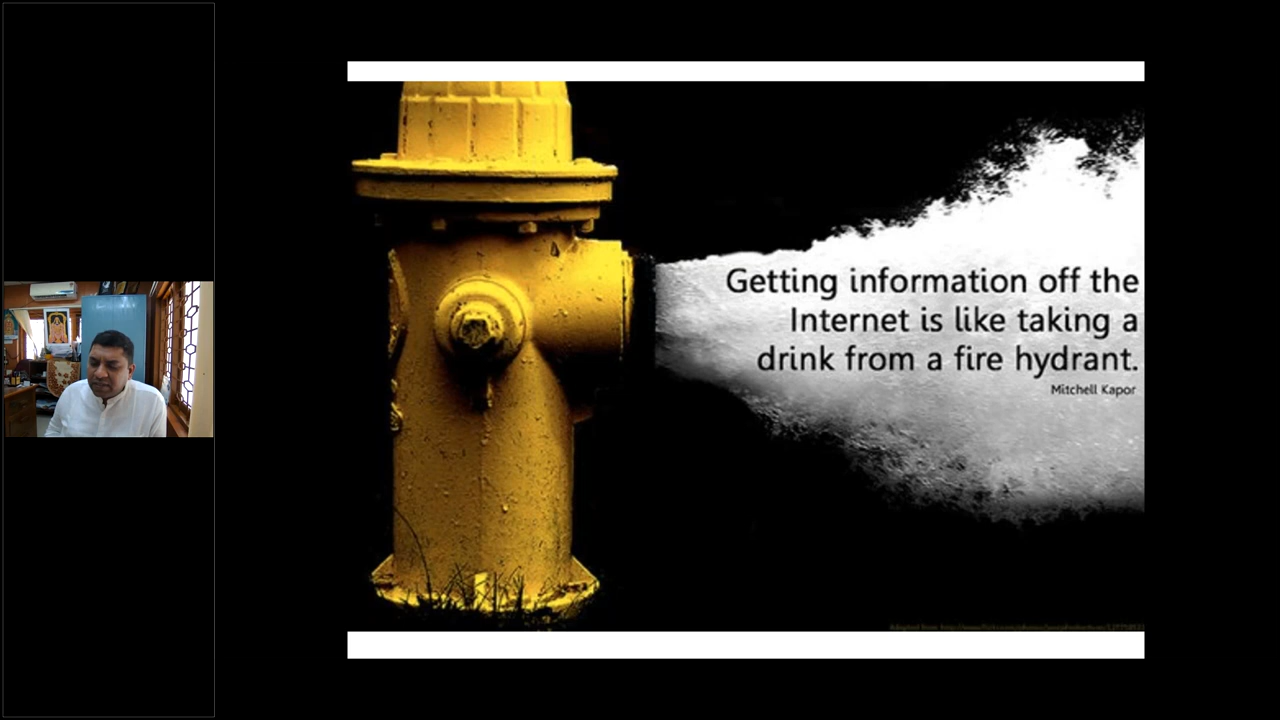 Getting information off the
Internet is like taking a
drink from a fire hydrant.
Mitchell Kapor